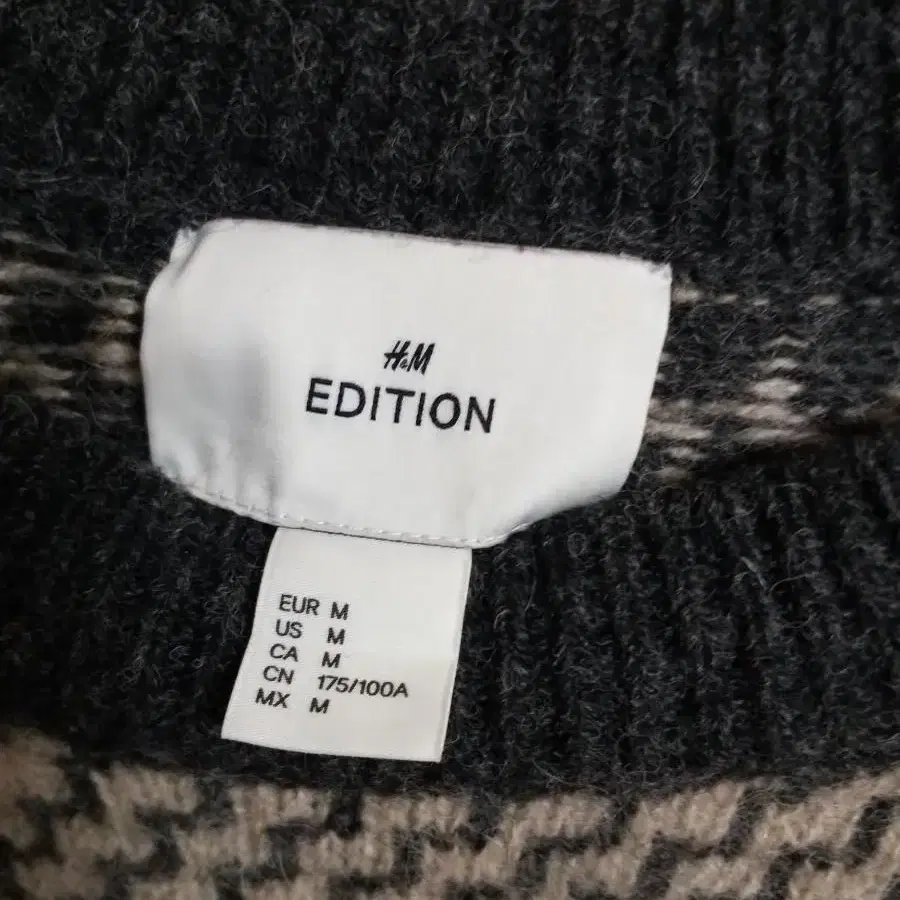 H&M
EDITION
EUR M
US M
CA M
CN 175/100A
MX M